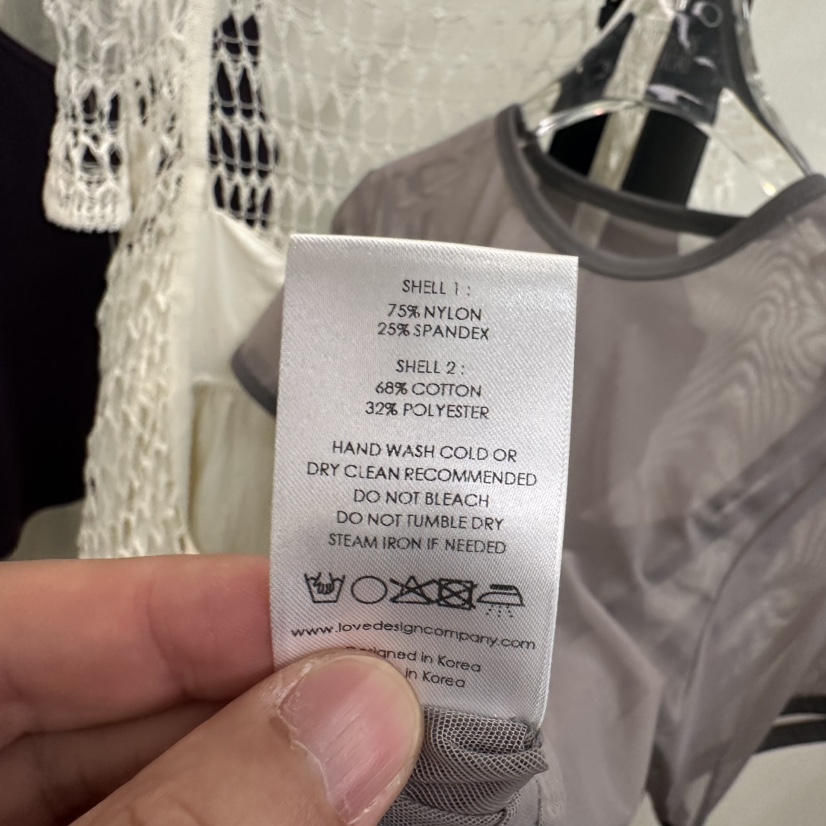 SHELL 1 :
75% NYLON
25% SPANDEX
SHELL 2 :
68% COTTON
32% POLYESTER
HAND WASH COLD OR
DRY CLEAN RECOMMENDED
DO NOT BLEACH
DO NOT TUMBLE DRY
STEAM IRON IF NEEDED
www.lovedesigncompany.com
in Korea
in Korea